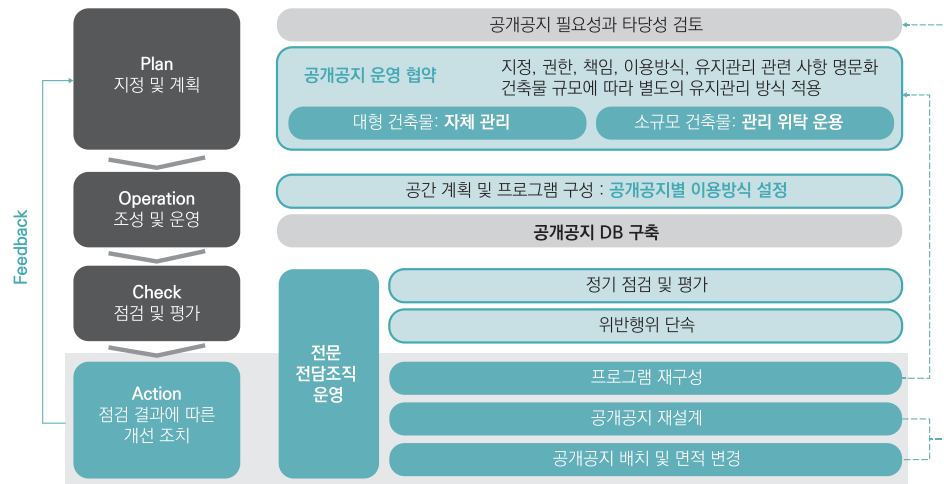 Feedback
Plan
지정 및 계획
공개공지 필요성과 타당성 검토
공개공지 운영 협약
지정, 권한, 책임, 이용방식, 유지관리 관련 사항 명문화
건축물 규모에 따라 별도의 유지관리 방식 적용
대형 건축물: 자체 관리
소규모 건축물: 관리 위탁 운용
Operation
조성 및 운영
공간 계획 및 프로그램 구성 : 공개공지별 이용방식 설정
공개공지 DB 구축
Check
점검 및 평가
전문
전담조직
운영
정기 점검 및 평가
위반행위 단속
Action
점검 결과에 따른
개선 조치
프로그램 재구성
공개공지 재설계
공개공지 배치 및 면적 변경